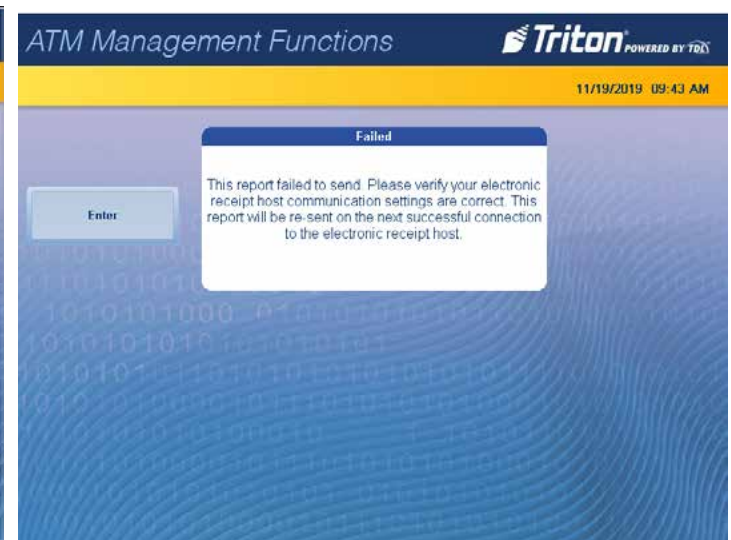 ATM Management Functions
Triton POWERED BY TDL
11/19/2019 09:43 AM
Failed
This report failed to send. Please verify your electronic
receipt host communication settings are correct. This
report will be re-sent on the next successful connection
to the electronic receipt host.
Enter